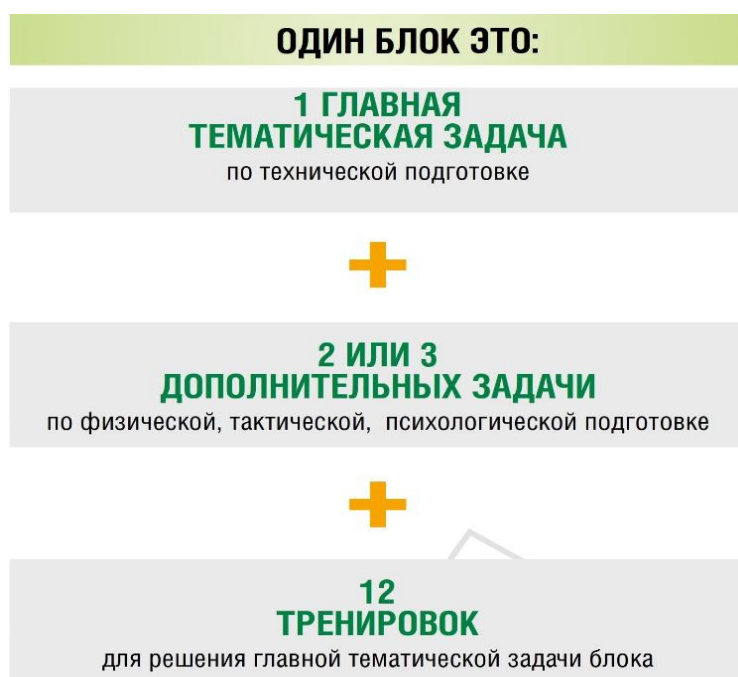 ОДИН БЛОК ЭТО:
1 ГЛАВНАЯ
ТЕМАТИЧЕСКАЯ ЗАДАЧА
по технической подготовке
+
2 ИЛИ 3
ДОПОЛНИТЕЛЬНЫХ ЗАДАЧИ
по физической, тактической, психологической подготовке
+
12
ТРЕНИРОВОК
для решения главной тематической задачи блока